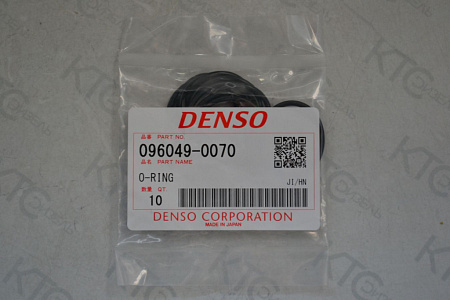 DENSO
品番 PART NO.
096049-0070
品名 PART NAME
O-RING
JI/HN
数量 QT
10
DENSO CORPORATION
MADE IN JAPAN